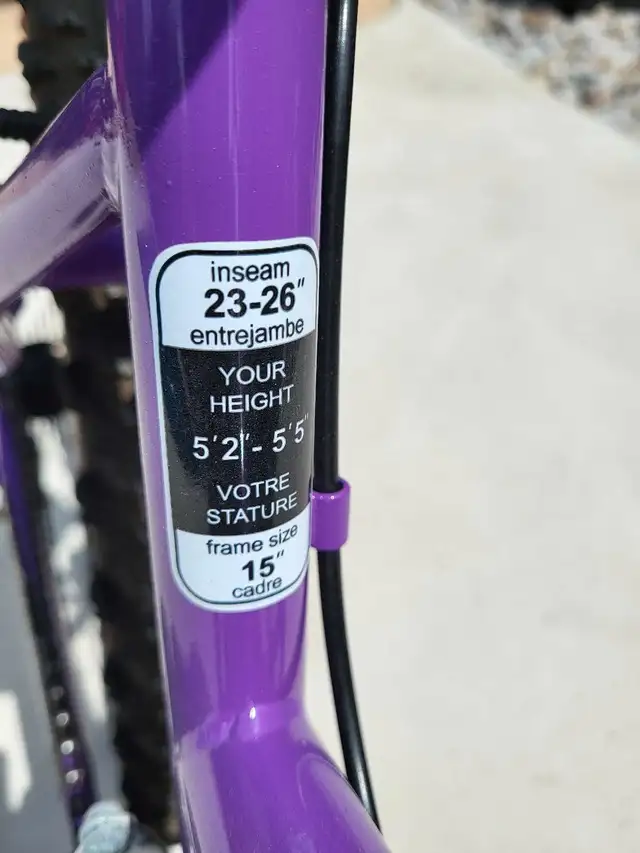 inseam
23-26"
entrejambe
YOUR
HEIGHT
5'2"- 5'5"
VOTRE
STATURE
frame size
15"
cadre